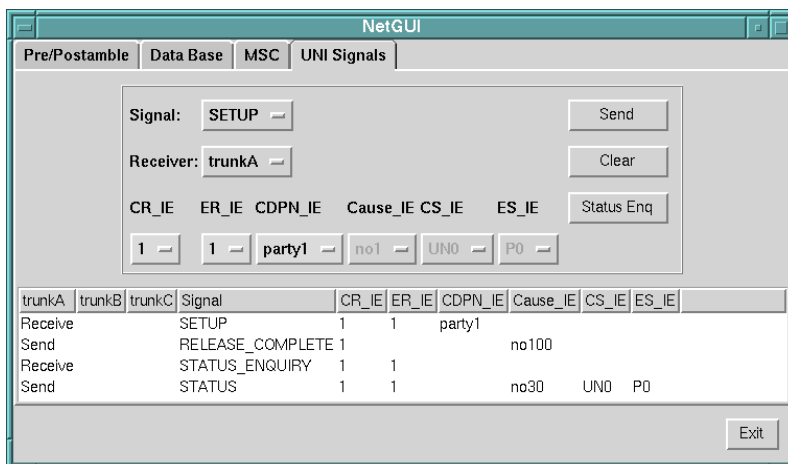 NetGUI
Pre/Postamble Data Base MSC UNI Signals
Signal: SETUP Send
Receiver: trunkA Clear
CR_IE ER_IE CDPN_IE Cause_IE CS_IE ES_IE Status Enq
1 1 party1 no1 UN0 P0
trunkA trunkB trunkC Signal CR_IE ER_IE CDPN_IE Cause_IE CS_IE ES_IE
Receive SETUP 1 1 party1
Send RELEASE_COMPLETE 1 no100
Receive STATUS_ENQUIRY 1 1
Send STATUS 1 1 no30 UN0 P0
Exit